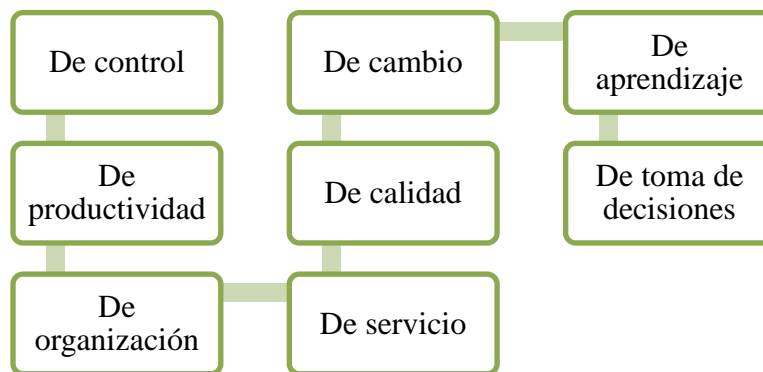 De control
De
productividad
De
organización
De servicio
De calidad
De cambio
De
aprendizaje
De toma de
decisiones